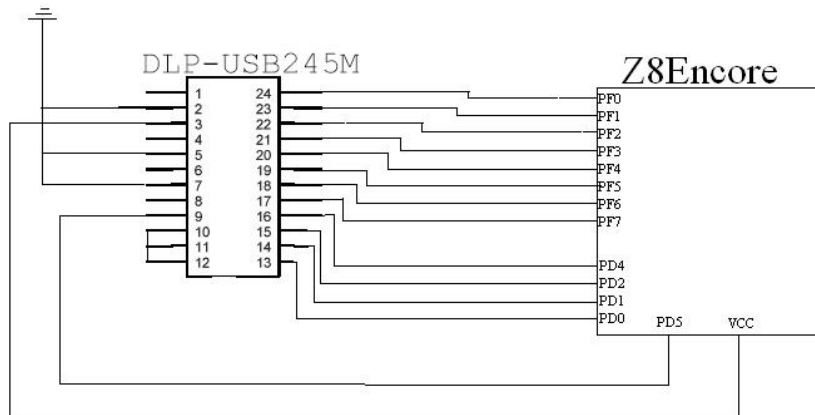 DLP-USB245M
Z8Encore
1 24
2 23
3 22
4 21
5 20
6 19
7 18
8 17
9 16
10 15
11 14
12 13
PF0
PF1
PF2
PF3
PF4
PF5
PF6
PF7
PD4
PD2
PD1
PD0
PD5 VCC